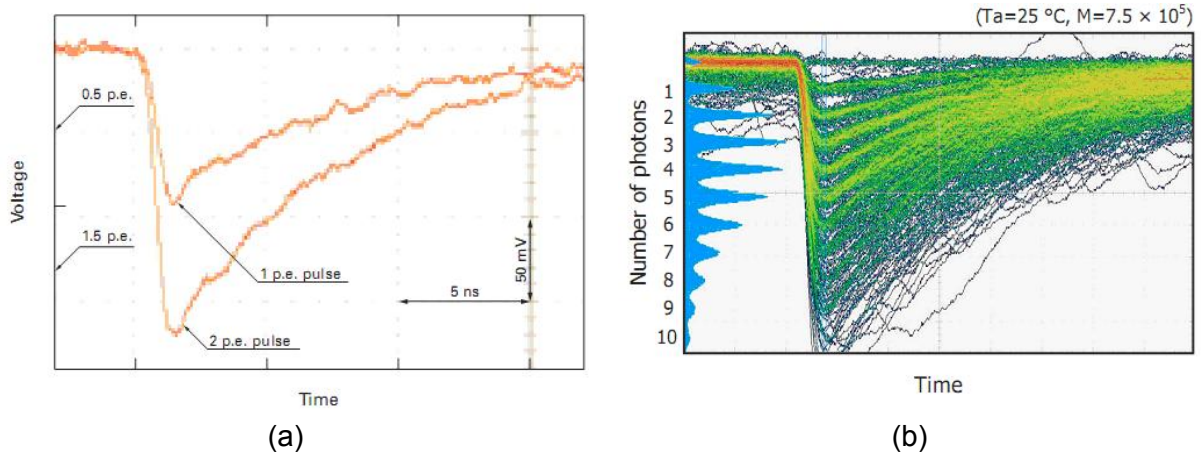 0.5 p.e.
1.5 p.e.
Voltage
1 p.e. pulse
2 p.e. pulse
50 mV
5 ns
Time
(a)
(Ta=25 °C, M=7.5 × 10⁵)
Number of photons
1
2
3
4
5
6
7
8
9
10
Time
(b)